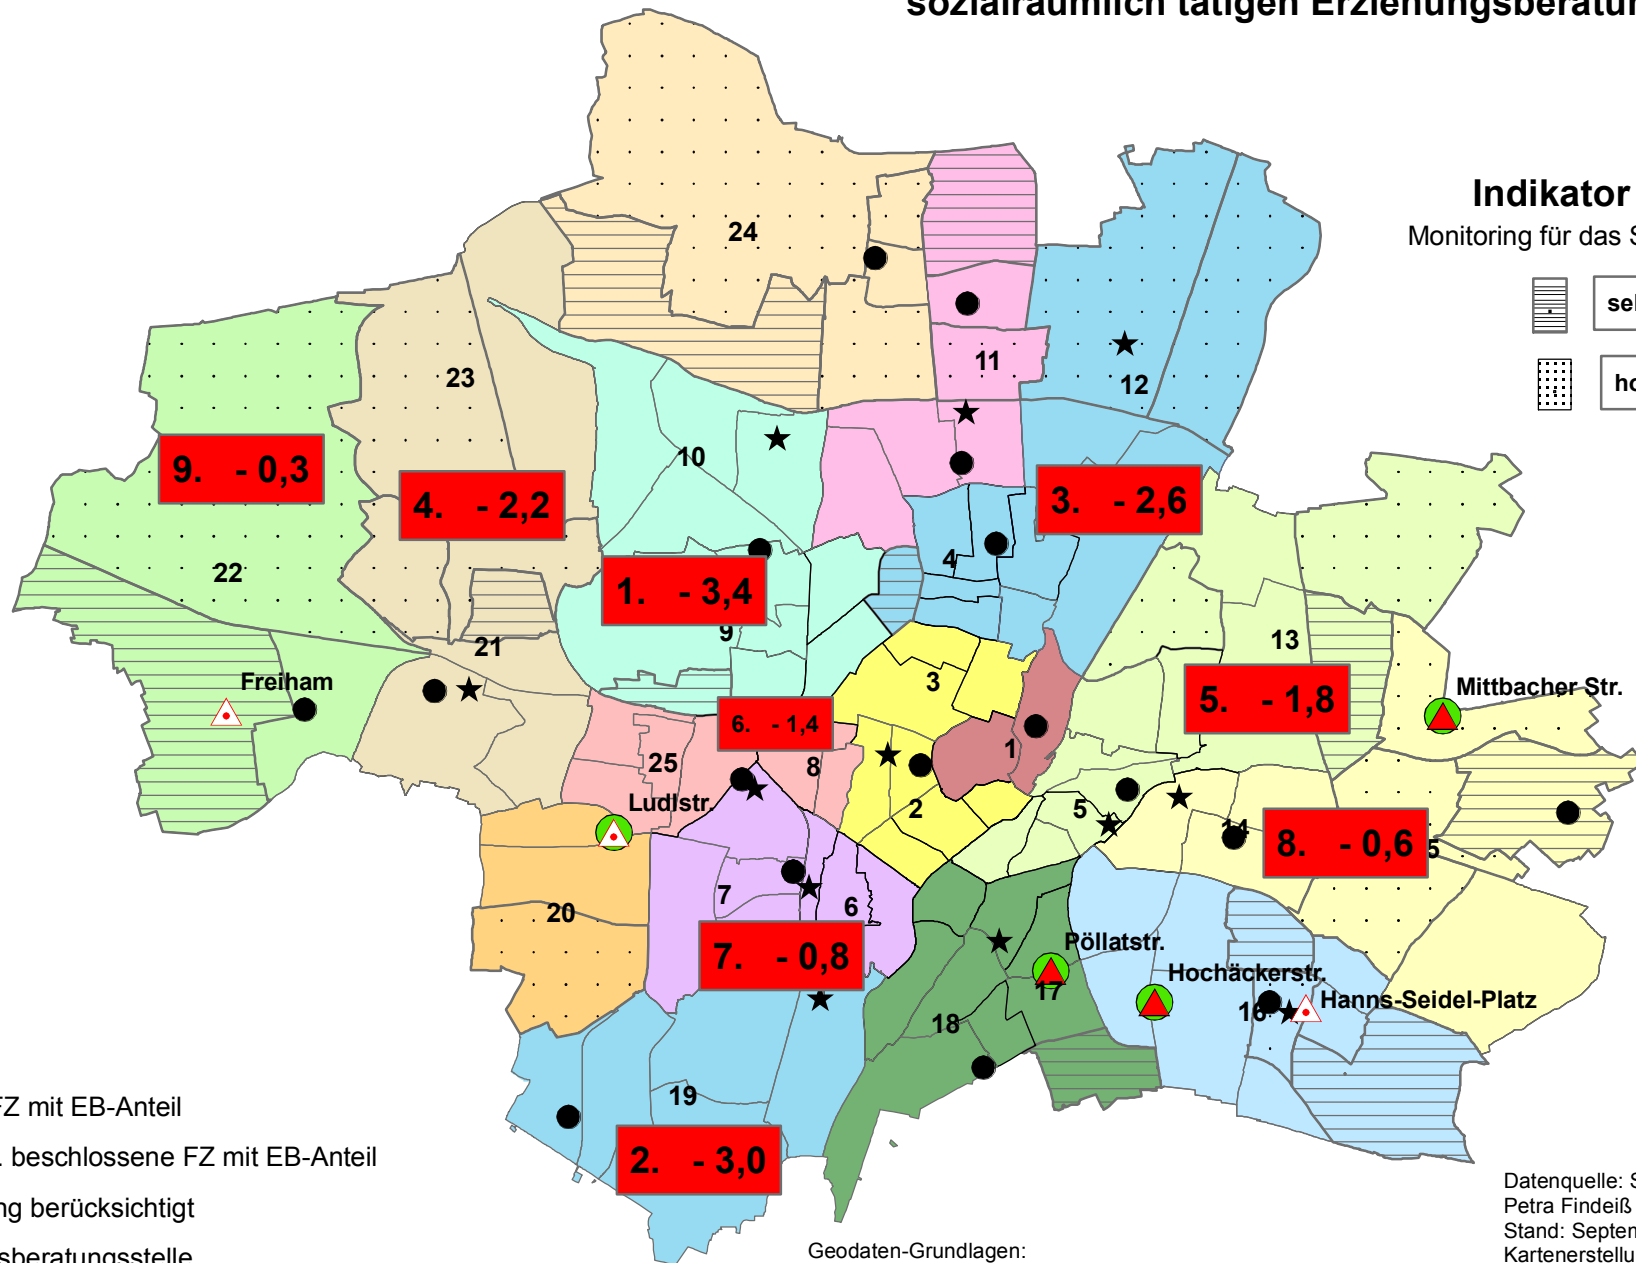 sozialräumlich tätigen Erziehungsberatun
Indikator
Monitoring für das S
sel
ho
24
23
11
12
10
9. - 0,3
4. - 2,2
3. - 2,6
4
22
1. - 3,4
9
13
21
Freiham
3
5. - 1,8
Mittbacher Str.
6. - 1,4
1
25
8
Ludlstr.
2
5
14
8. - 0,6
5
7
6
20
Pöllatstr.
7. - 0,8
Hochäckerstr.
17
16
Hanns-Seidel-Platz
18
19
2. - 3,0
FZ mit EB-Anteil
. beschlossene FZ mit EB-Anteil
ng berücksichtigt
sberatungsstelle
Geodaten-Grundlagen:
Datenquelle: S
Petra Findeiß
Stand: Septem
Kartenerstellu